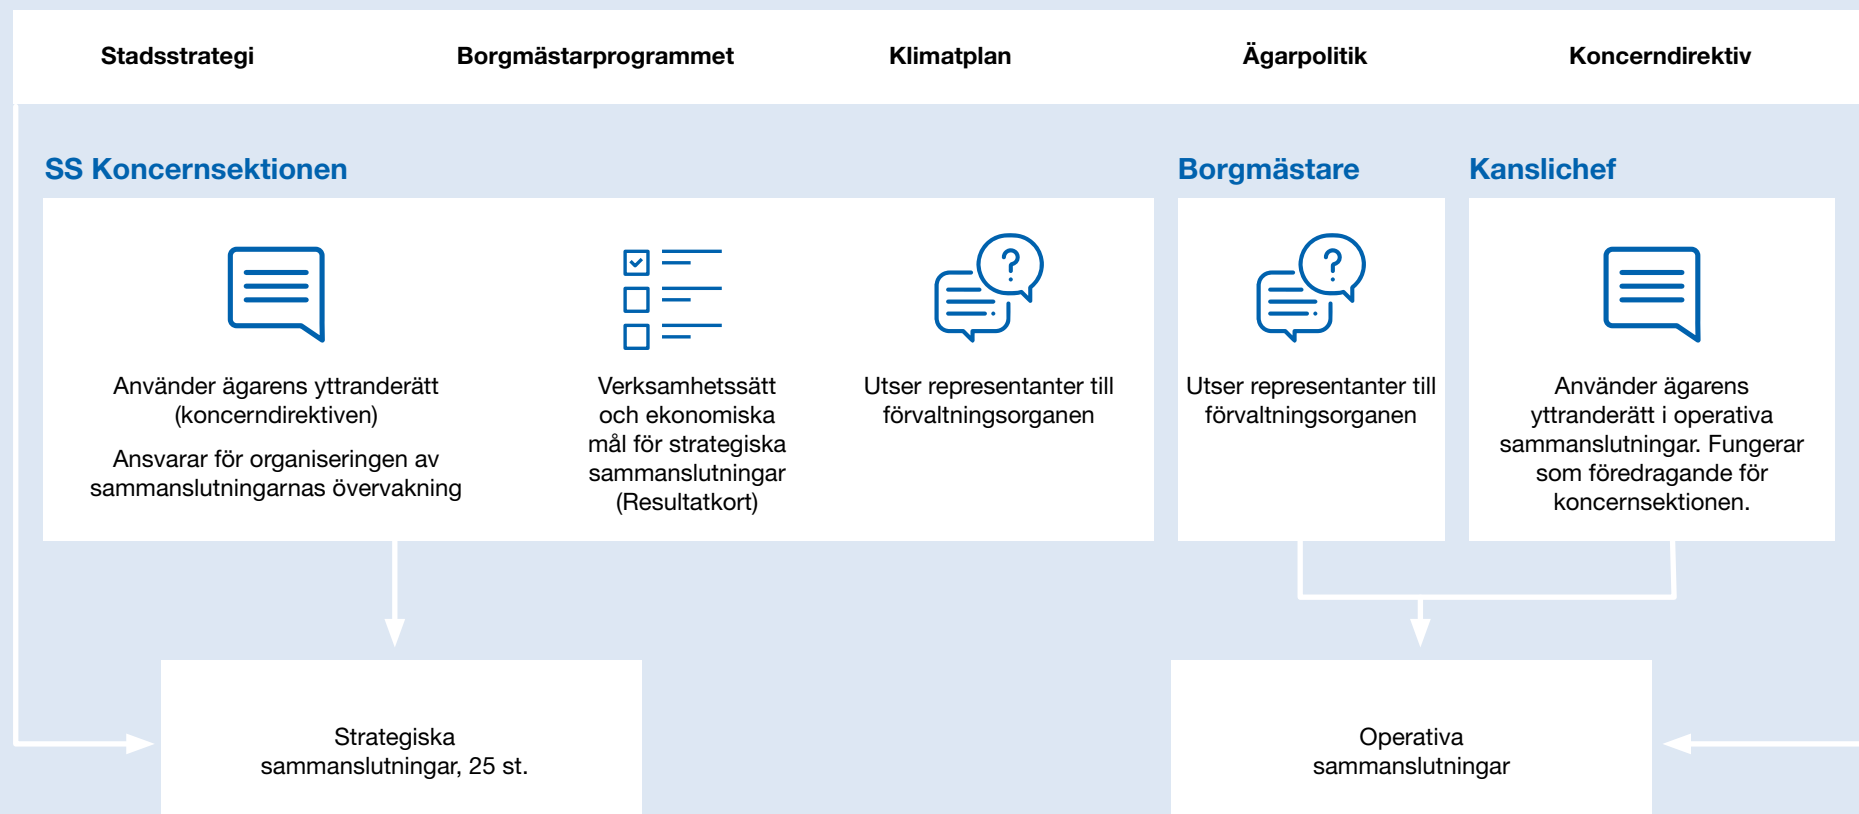 Stadsstrategi
Borgmästarprogrammet
Klimatplan
Ägarpolitik
Koncerndirektiv
SS Koncernsektionen
Använder ägarens yttranderätt
(koncerndirektiven)
Ansvarar för organiseringen av
sammanslutningarnas övervakning
Verksamhetssätt
och ekonomiska
mål för strategiska
sammanslutningar
(Resultatkort)
Utser representanter till
förvaltningsorganen
Borgmästare
Utser representanter till
förvaltningsorganen
Kanslichef
Använder ägarens
yttranderätt i operativa
sammanslutningar. Fungerar
som föredragande för
koncernsektionen.
Strategiska
sammanslutningar, 25 st.
Operativa
sammanslutningar